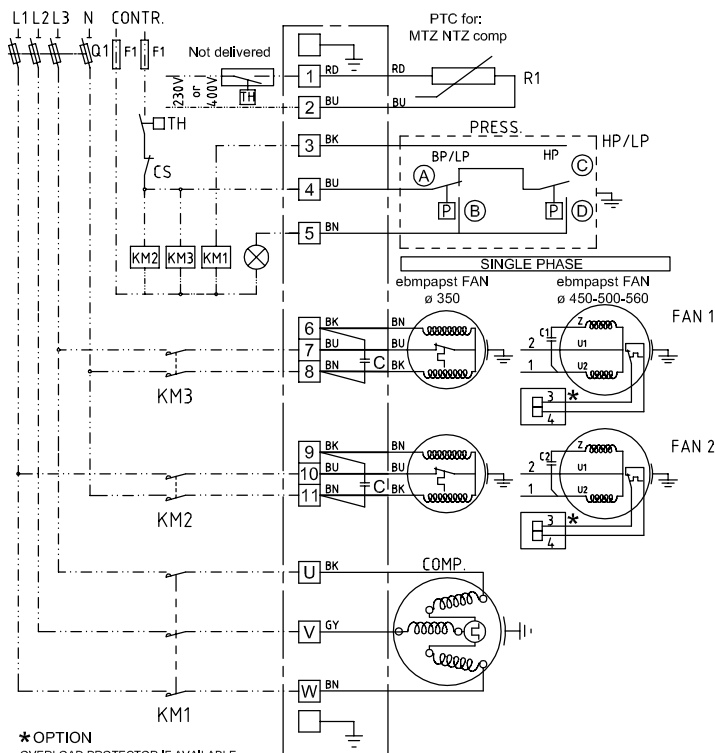 L1 L2 L3 N CONTR.
Q1 F1 F1
Not delivered
PTC for:
MTZ NTZ comp
230V or 400V
TH
1 RD RD
R1
2 BU BU
TH
PRESS.
HP/LP
3 BK
BP/LP HP
A C
CS
4 BU
P B P D
5 BN
KM2 KM3 KM1
SINGLE PHASE
ebmpapst FAN
ø 350
ebmpapst FAN
ø 450-500-560
FAN 1
6 BK BN
7 BU BU
8 BN BK
C
C1 Z
2 U1
1 U2
3 *
4
KM3
FAN 2
9 BK BN
10 BU BU
11 BN BK
C
C2 Z
2 U1
1 U2
3 *
4
KM2
U BK
COMP.
V GY
W BN
KM1
* OPTION
OVERLOAD PROTECTOR IF AVAILABLE